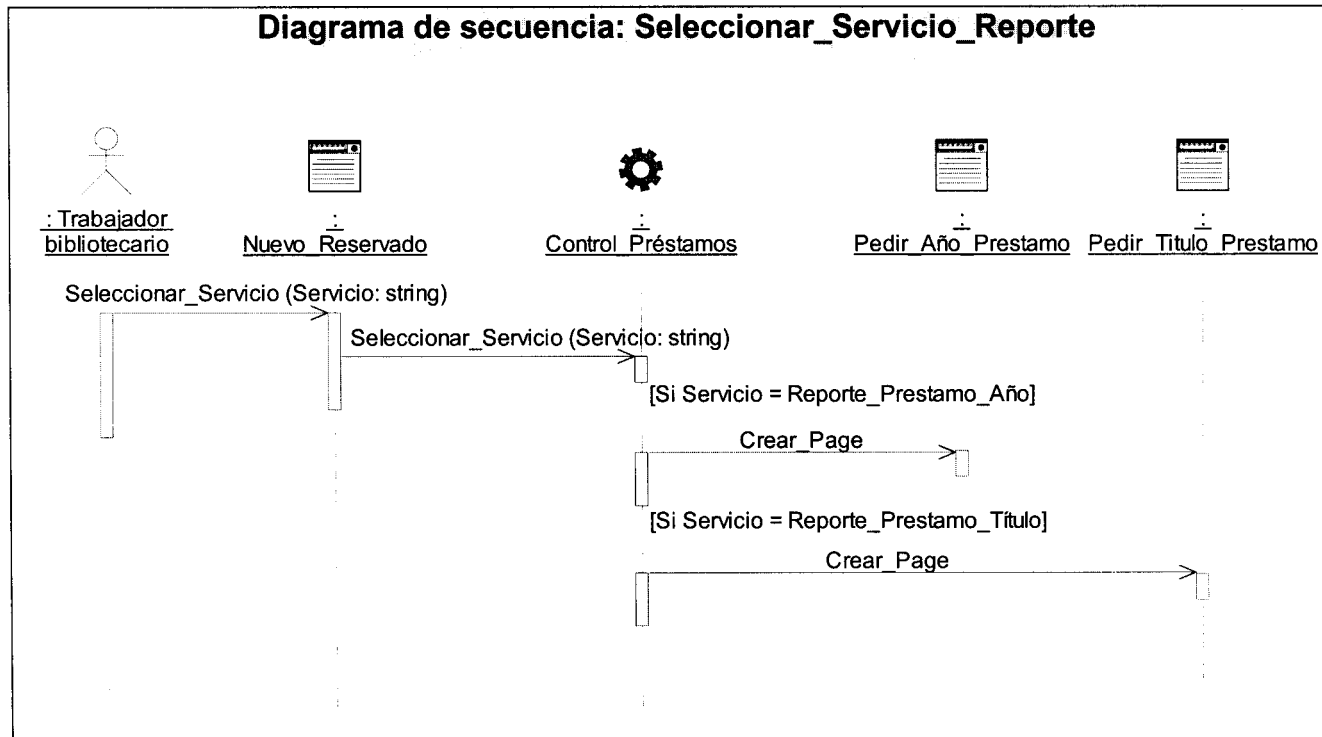 Diagrama de secuencia: Seleccionar_Servicio_Reporte
: Trabajador
bibliotecario
:
Nuevo_Reservado
:
Control_Préstamos
:
Pedir_Año_Prestamo
:
Pedir_Titulo_Prestamo
Seleccionar_Servicio (Servicio: string)
Seleccionar_Servicio (Servicio: string)
[Si Servicio = Reporte_Prestamo_Año]
Crear_Page
[Si Servicio = Reporte_Prestamo_Título]
Crear_Page